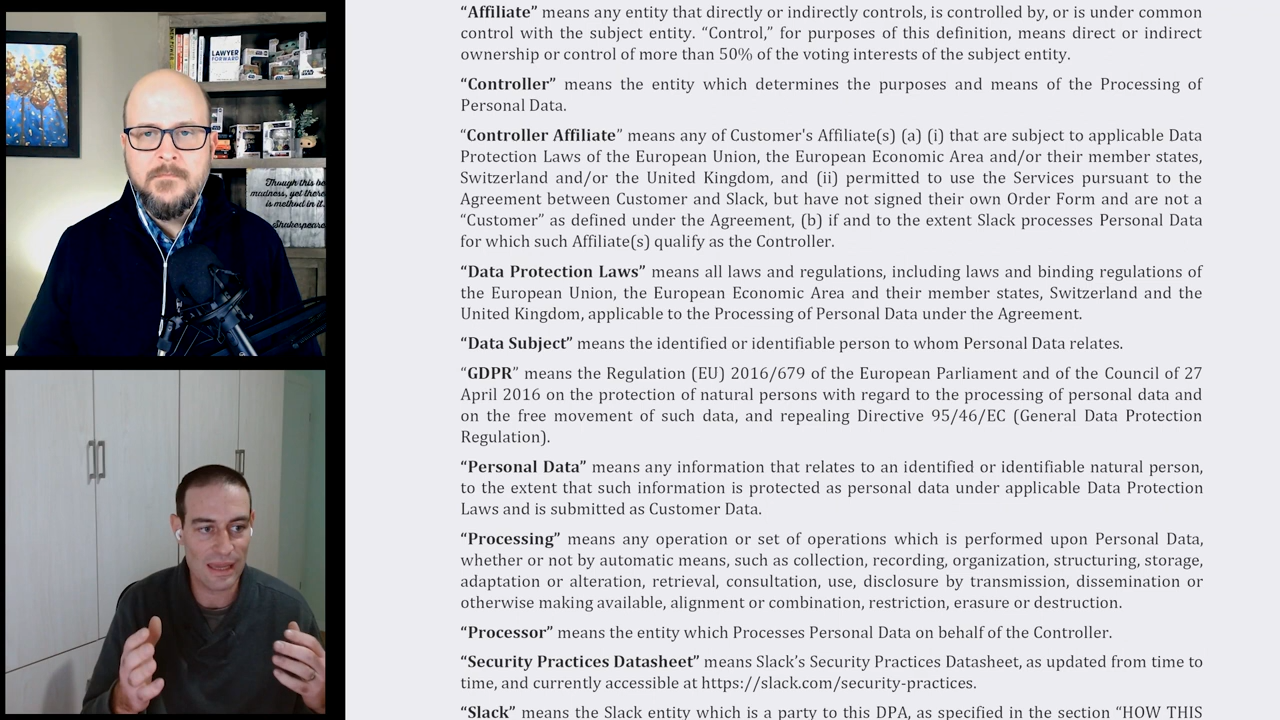 LAWYER
FORWARD
Though this be
madness, yet there
is method in it.
Shakespeare
“Affiliate” means any entity that directly or indirectly controls, is controlled by, or is under common
control with the subject entity. “Control,” for purposes of this definition, means direct or indirect
ownership or control of more than 50% of the voting interests of the subject entity.
“Controller” means the entity which determines the purposes and means of the Processing of
Personal Data.
“Controller Affiliate” means any of Customer's Affiliate(s) (a) (i) that are subject to applicable Data
Protection Laws of the European Union, the European Economic Area and/or their member states,
Switzerland and/or the United Kingdom, and (ii) permitted to use the Services pursuant to the
Agreement between Customer and Slack, but have not signed their own Order Form and are not a
“Customer” as defined under the Agreement, (b) if and to the extent Slack processes Personal Data
for which such Affiliate(s) qualify as the Controller.
“Data Protection Laws” means all laws and regulations, including laws and binding regulations of
the European Union, the European Economic Area and their member states, Switzerland and the
United Kingdom, applicable to the Processing of Personal Data under the Agreement.
“Data Subject” means the identified or identifiable person to whom Personal Data relates.
“GDPR” means the Regulation (EU) 2016/679 of the European Parliament and of the Council of 27
April 2016 on the protection of natural persons with regard to the processing of personal data and
on the free movement of such data, and repealing Directive 95/46/EC (General Data Protection
Regulation).
“Personal Data” means any information that relates to an identified or identifiable natural person,
to the extent that such information is protected as personal data under applicable Data Protection
Laws and is submitted as Customer Data.
“Processing” means any operation or set of operations which is performed upon Personal Data,
whether or not by automatic means, such as collection, recording, organization, structuring, storage,
adaptation or alteration, retrieval, consultation, use, disclosure by transmission, dissemination or
otherwise making available, alignment or combination, restriction, erasure or destruction.
“Processor” means the entity which Processes Personal Data on behalf of the Controller.
“Security Practices Datasheet” means Slack’s Security Practices Datasheet, as updated from time to
time, and currently accessible at https://slack.com/security-practices.
“Slack” means the Slack entity which is a party to this DPA, as specified in the section “HOW THIS